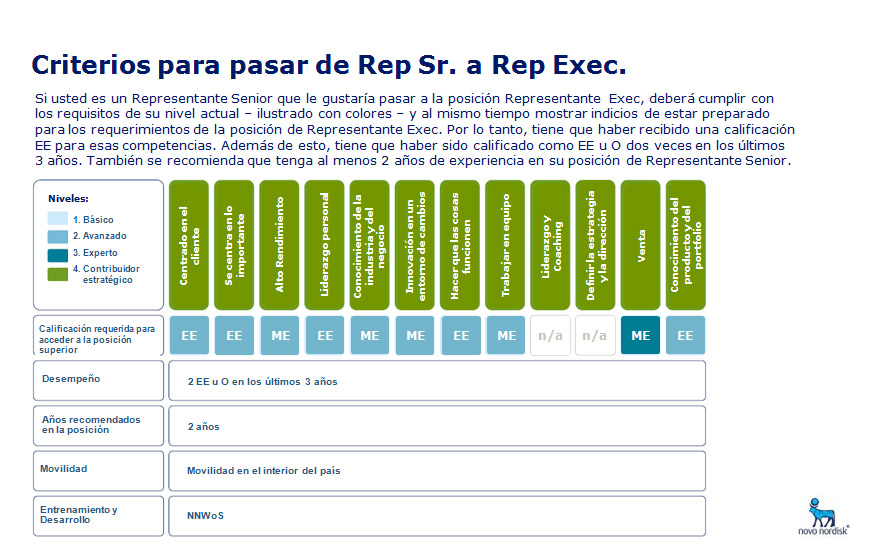 Criterios para pasar de Rep Sr. a Rep Exec.
Si usted es un Representante Senior que le gustaría pasar a la posición Representante Exec, deberá cumplir con
los requisitos de su nivel actual – ilustrado con colores – y al mismo tiempo mostrar indicios de estar preparado
para los requerimientos de la posición de Representante Exec. Por lo tanto, tiene que haber recibido una calificación
EE para esas competencias. Además de esto, tiene que haber sido calificado como EE u O dos veces en los últimos
3 años. También se recomienda que tenga al menos 2 años de experiencia en su posición de Representante Senior.
Niveles:
1. Básico
2. Avanzado
3. Experto
4. Contribuidor
estratégico
Centrado en el
cliente
Se centra en lo
importante
Alto Rendimiento
Liderazgo personal
Conocimiento de la
industria y del
negocio
Innovación en un
entorno de cambios
Hacer que las cosas
funcionen
Trabajar en equipo
Liderazgo y
Coaching
Definir la estrategia
y la dirección
Venta
Conocimiento del
producto y del
portfolio
Calificación requerida para
acceder a la posición
superior
EE EE ME EE ME ME EE ME n/a n/a ME EE
Desempeño
2 EE u O en los últimos 3 años
Años recomendados
en la posición
2 años
Movilidad
Movilidad en el interior del país
Entrenamiento y
Desarrollo
NNWoS
novo nordisk®